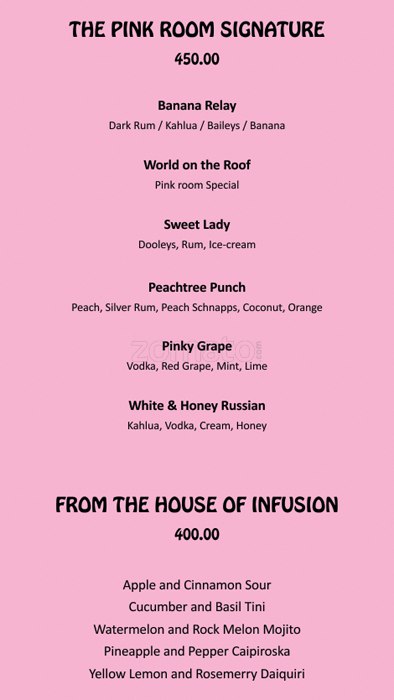 THE PINK ROOM SIGNATURE
450.00
Banana Relay
Dark Rum / Kahlua / Baileys / Banana
World on the Roof
Pink room Special
Sweet Lady
Dooleys, Rum, Ice-cream
Peachtree Punch
Peach, Silver Rum, Peach Schnapps, Coconut, Orange
zomato.com
Pinky Grape
Vodka, Red Grape, Mint, Lime
White & Honey Russian
Kahlua, Vodka, Cream, Honey
FROM THE HOUSE OF INFUSION
400.00
Apple and Cinnamon Sour
Cucumber and Basil Tini
Watermelon and Rock Melon Mojito
Pineapple and Pepper Caipiroska
Yellow Lemon and Rosemerry Daiquiri